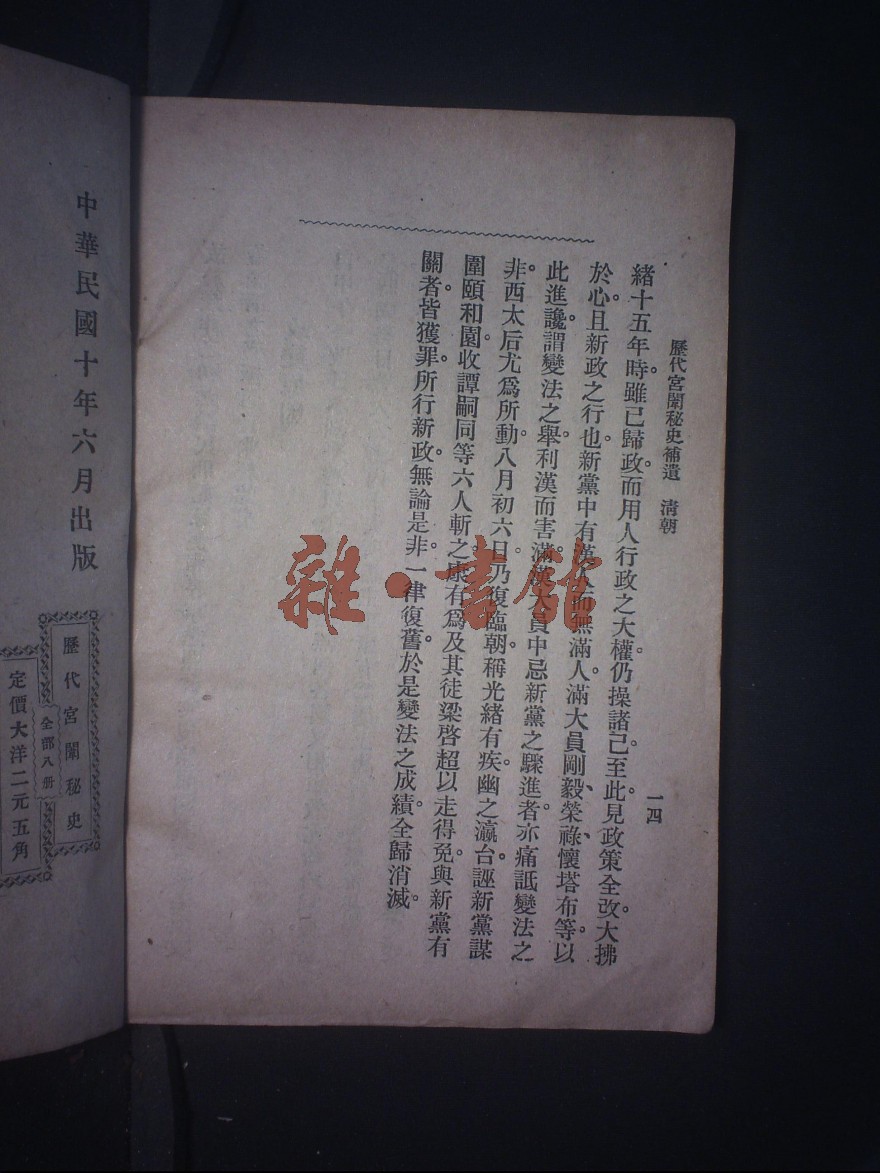 歷代宮闈秘史補遺　清朝
一四
緒十五年時。雖已歸政。而用人行政之大權。仍操諸己。至此見政策全改。大拂
於心。且新政之行也。新黨中有漢人而無滿人。滿大員剛毅、榮祿、懷塔布等。以
此進讒。謂變法之舉。利漢而害滿。漢大員中忌新黨之驟進者。亦痛詆變法之
非。西太后尤爲所動。八月初六日。乃復臨朝。稱光緒有疾。幽之瀛台。誣新黨謀
圍頤和園。收譚嗣同等六人斬之。康有爲及其徒梁啓超以走得免。與新黨有
關者。皆獲罪。所行新政。無論是非。一律復舊。於是變法之成績。全歸消滅。
中華民國十年六月出版
歷代宮闈秘史
全部八册
定價大洋二元五角
雜·書館